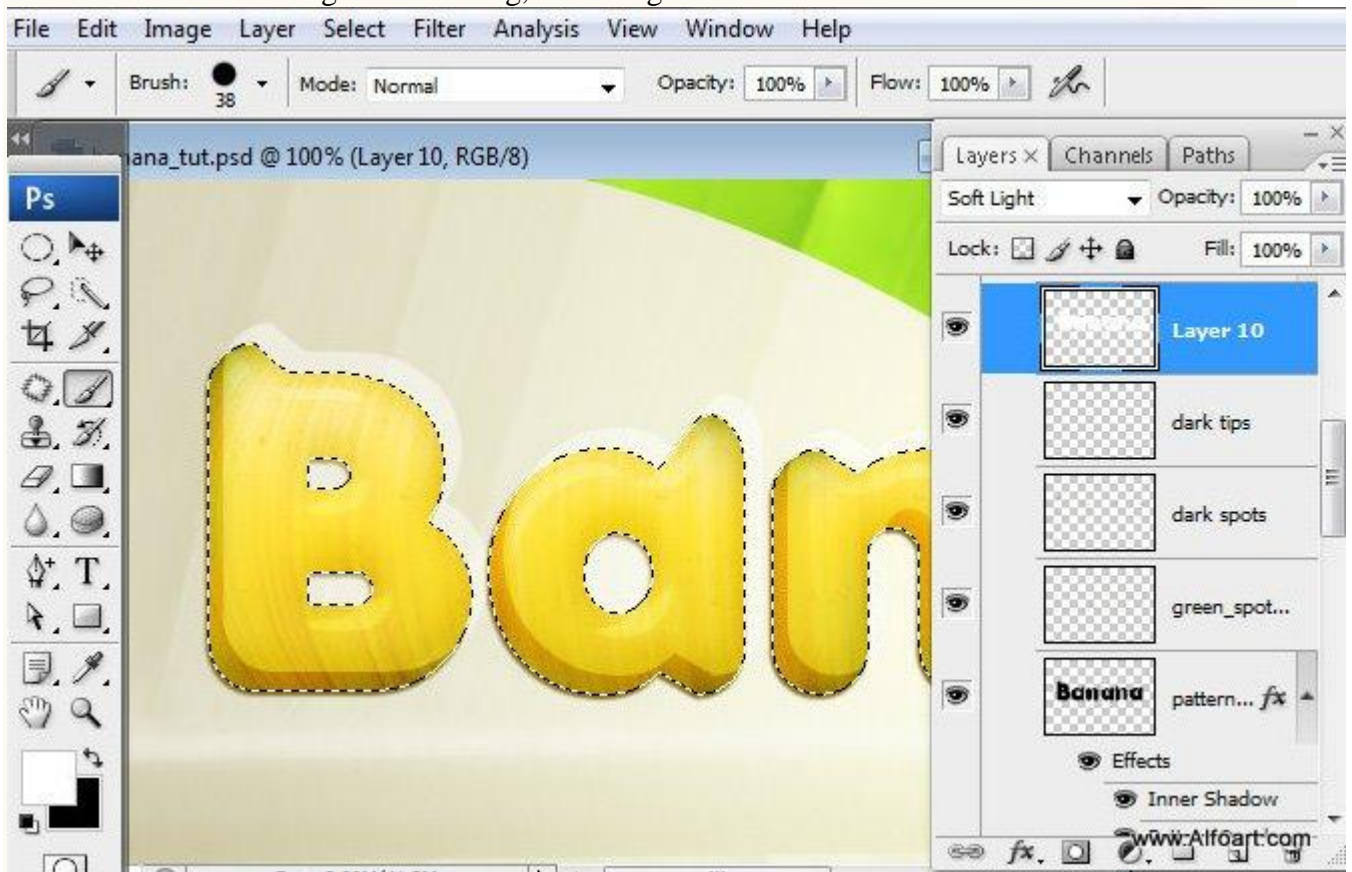 File Edit Image Layer Select Filter Analysis View Window Help
Brush: 38 Mode: Normal Opacity: 100% Flow: 100%
ana_tut.psd @ 100% (Layer 10, RGB/8)
Layers × Channels Paths
Ps
Soft Light Opacity: 100%
Lock: Fill: 100%
Layer 10
dark tips
Ban
dark spots
T
green_spot...
Banana pattern... fx
Effects
Inner Shadow
www.Alfoart.com
fx.